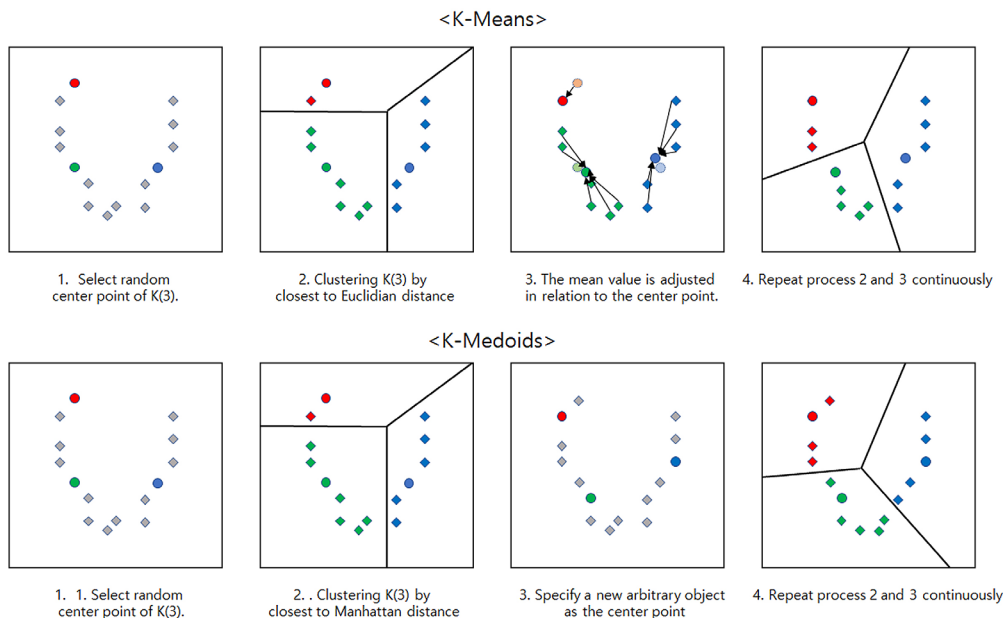 <K-Means>
1. Select random
center point of K(3).
2. Clustering K(3) by
closest to Euclidian distance
3. The mean value is adjusted
in relation to the center point.
4. Repeat process 2 and 3 continuously
<K-Medoids>
1. 1. Select random
center point of K(3).
2. . Clustering K(3) by
closest to Manhattan distance
3. Specify a new arbitrary object
as the center point
4. Repeat process 2 and 3 continuously